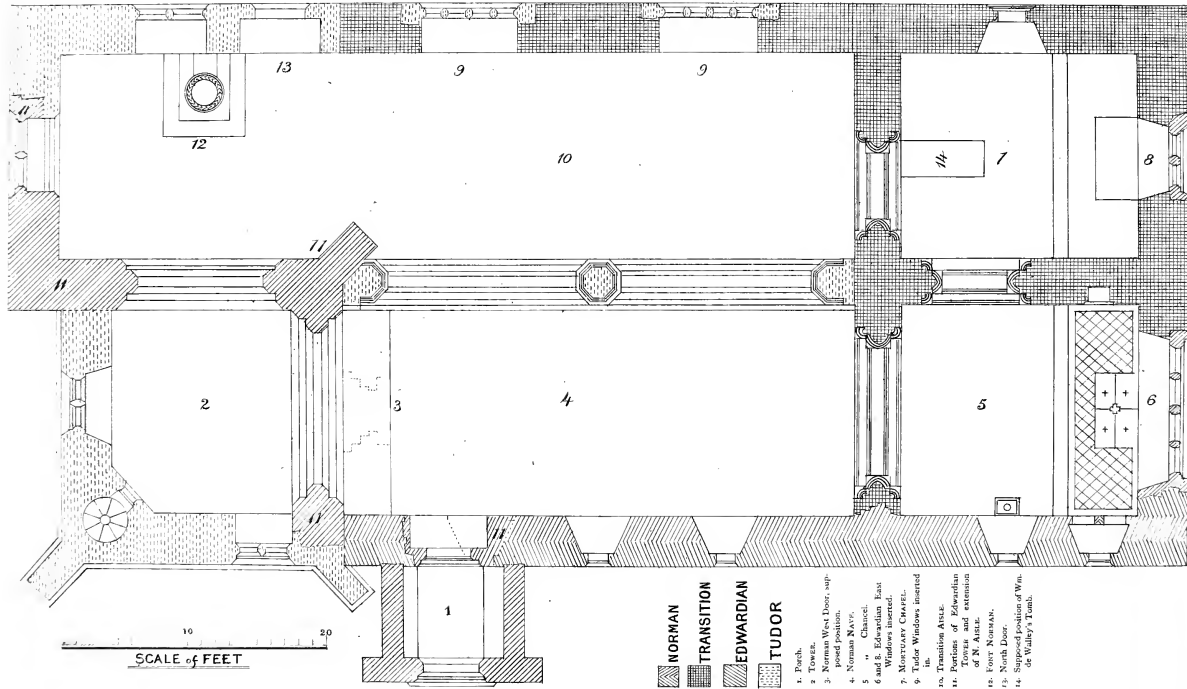 13
9
9
11
12
10
14
7
8
11
11
2
3
4
5
6
11
11
1
10
20
SCALE of FEET
NORMAN
TRANSITION
EDWARDIAN
TUDOR
1. Porch.
2 TOWER.
3. Norman West Door, sup-
posed position.
4. Norman NAVE.
5 „ Chancel.
6 and 8. Edwardian East
Windows inserted.
7. MORTUARY CHAPEL.
9. Tudor Windows inserted
in.
10. Transition AISLE.
11. Portions of Edwardian
TOWER and extension
of N. AISLE.
12. FONT NORMAN.
13. North Door.
14. Supposed position of Wm.
de Walley's Tomb.